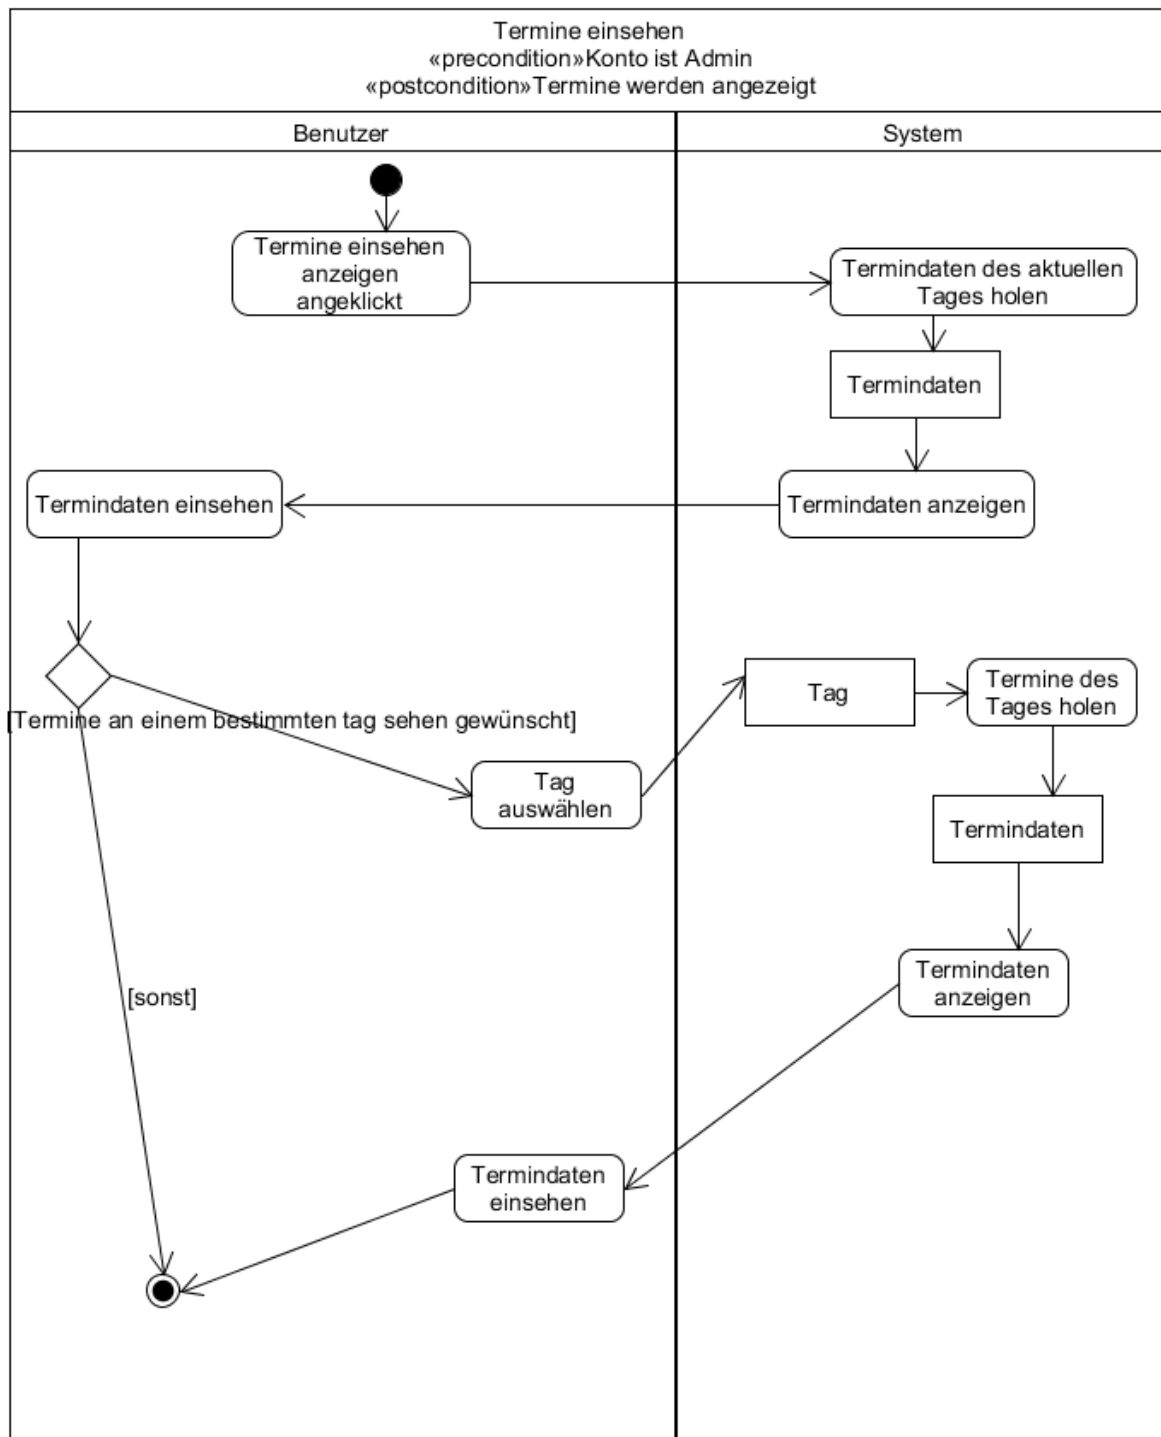 Termine einsehen
«precondition»Konto ist Admin
«postcondition»Termine werden angezeigt
Benutzer
System
Termine einsehen
anzeigen
angeklickt
Termindaten des aktuellen
Tages holen
Termindaten
Termindaten anzeigen
Termindaten einsehen
[Termine an einem bestimmten tag sehen gewünscht]
Tag
auswählen
Tag
Termine des
Tages holen
Termindaten
Termindaten
anzeigen
[sonst]
Termindaten
einsehen